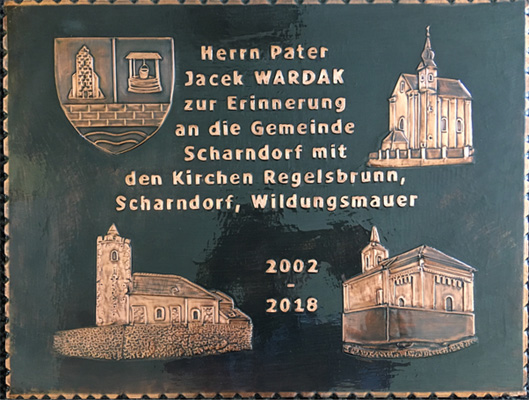 Herrn Pater
Jacek WARDAK
zur Erinnerung
an die Gemeinde
Scharndorf mit
den Kirchen Regelsbrunn,
Scharndorf, Wildungsmauer
2002
-
2018